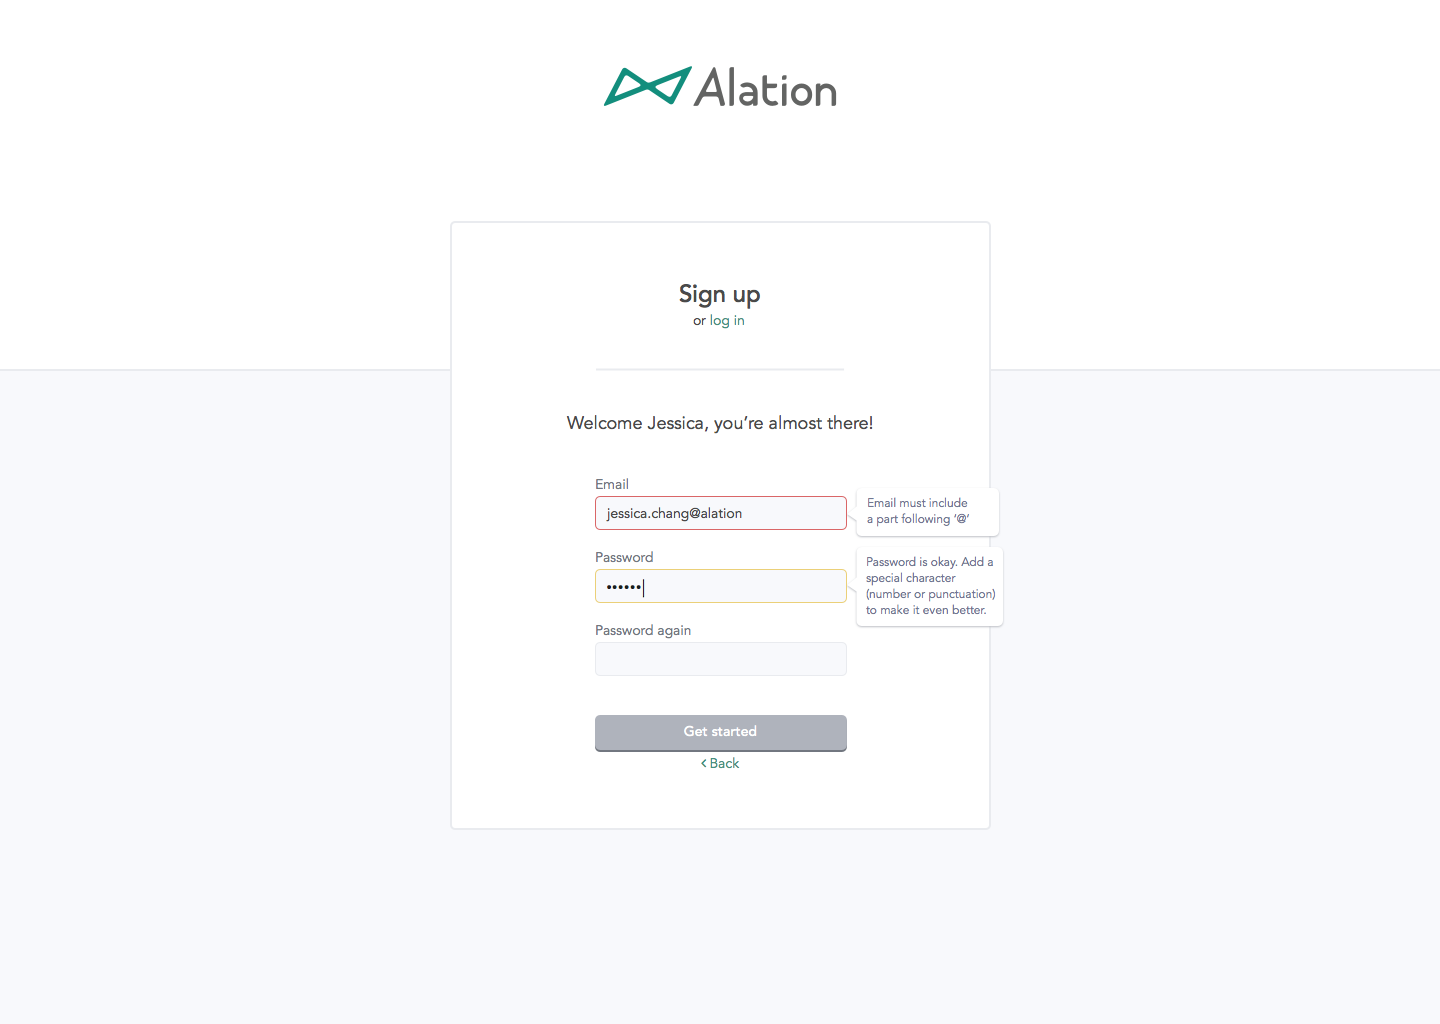 Alation
Sign up
or log in
Welcome Jessica, you’re almost there!
Email
jessica.chang@alation
Email must include
a part following ‘@’
Password
••••••
Password is okay. Add a
special character
(number or punctuation)
to make it even better.
Password again
Get started
Back